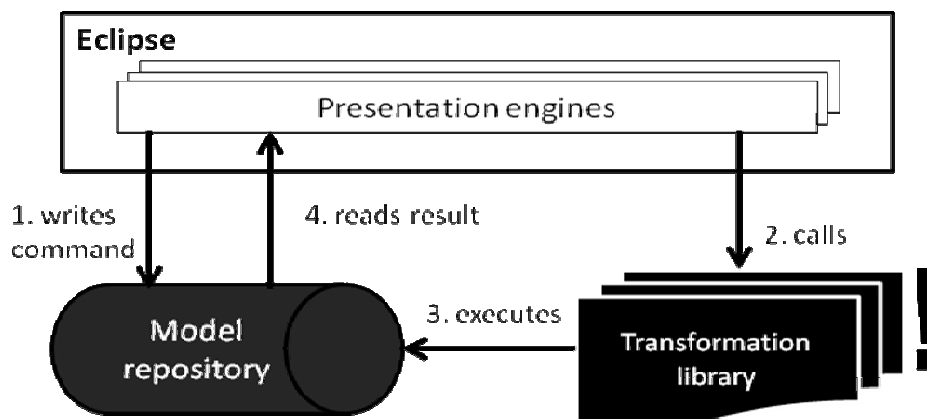 Eclipse
Presentation engines
1. writes
command
4. reads result
2. calls
3. executes
Model
repository
Transformation
library
!